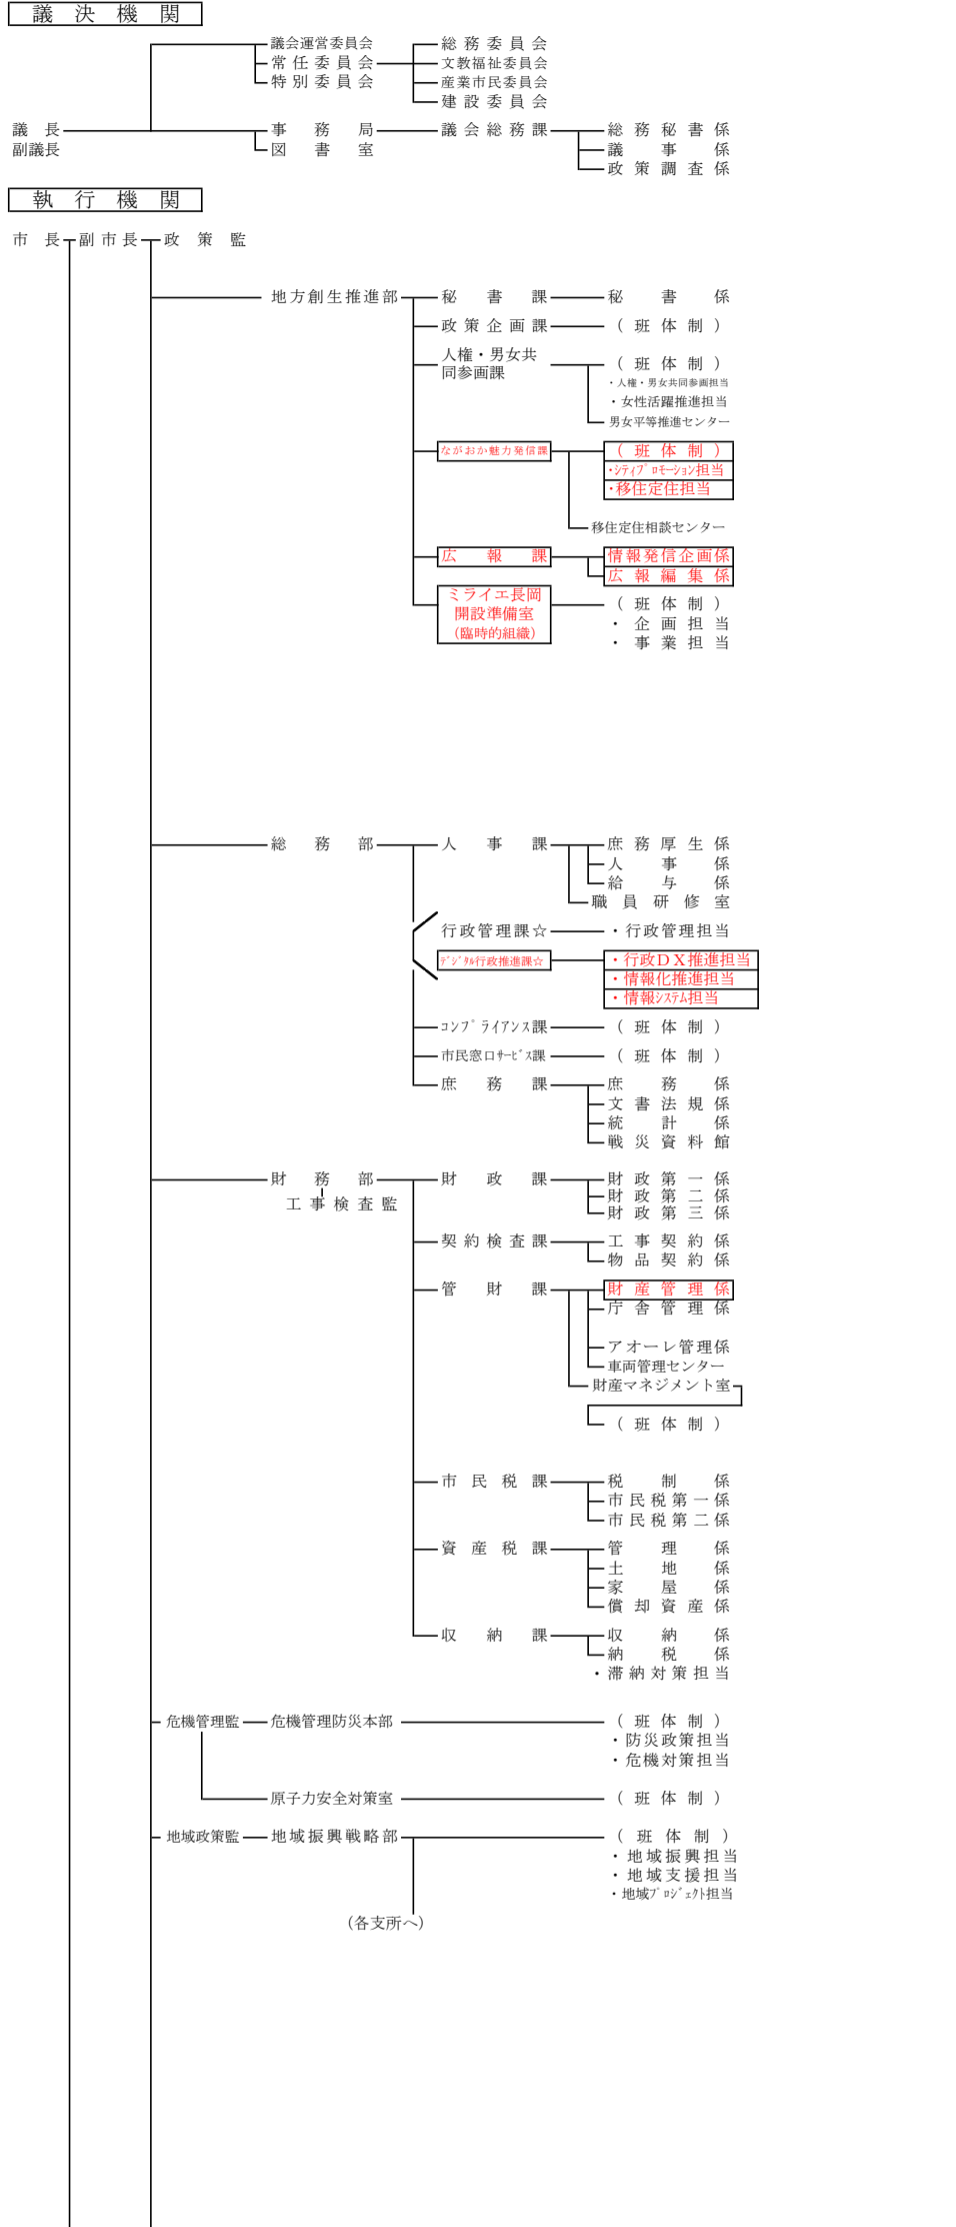 議決機関
議会運営委員会 総務委員会
常任委員会 文教福祉委員会
特別委員会 産業市民委員会
建設委員会
議長 事務局 議会総務課 総務秘書係
副議長 図書室 議事係
政策調査係
執行機関
市長 副市長 政策監
地方創生推進部 秘書課 秘書係
政策企画課 (班体制)
人権・男女共
同参画課
(班体制)
・人権・男女共同参画担当
・女性活躍推進担当
男女平等推進センター
ながおか魅力発信課 (班体制)
・シティプロモーション担当
・移住定住担当
移住定住相談センター
広報課 情報発信企画係
広報編集係
ミライエ長岡
開設準備室
(臨時的組織)
(班体制)
・企画担当
・事業担当
総務部 人事課 庶務厚生係
人事係
給与係
職員研修室
行政管理課☆ ・行政管理担当
デジタル行政推進課☆ ・行政DX推進担当
・情報化推進担当
・情報システム担当
コンプライアンス課 (班体制)
市民窓口サービス課 (班体制)
庶務課 庶務係
文書法規係
統計係
戦災資料館
財務部 財政課 財政第一係
工事検査監 財政第二係
財政第三係
契約検査課 工事契約係
物品契約係
管財課 財産管理係
庁舎管理係
アオーレ管理係
車両管理センター
財産マネジメント室
(班体制)
市民税課 税制係
市民税第一係
市民税第二係
資産税課 管理係
土地係
家屋係
償却資産係
収納課 収納係
納税係
・滞納対策担当
危機管理監 危機管理防災本部 (班体制)
・防災政策担当
・危機対策担当
原子力安全対策室 (班体制)
地域政策監 地域振興戦略部 (班体制)
・地域振興担当
・地域支援担当
・地域プロジェクト担当
(各支所へ)